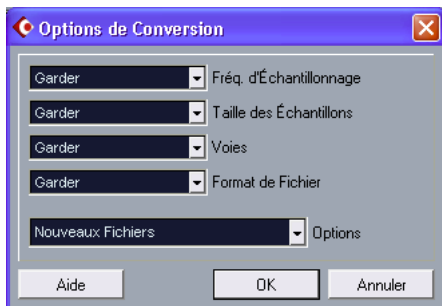 Options de Conversion
Garder Fréq. d'Échantillonnage
Garder Taille des Échantillons
Garder Voies
Garder Format de Fichier
Nouveaux Fichiers Options
Aide OK Annuler